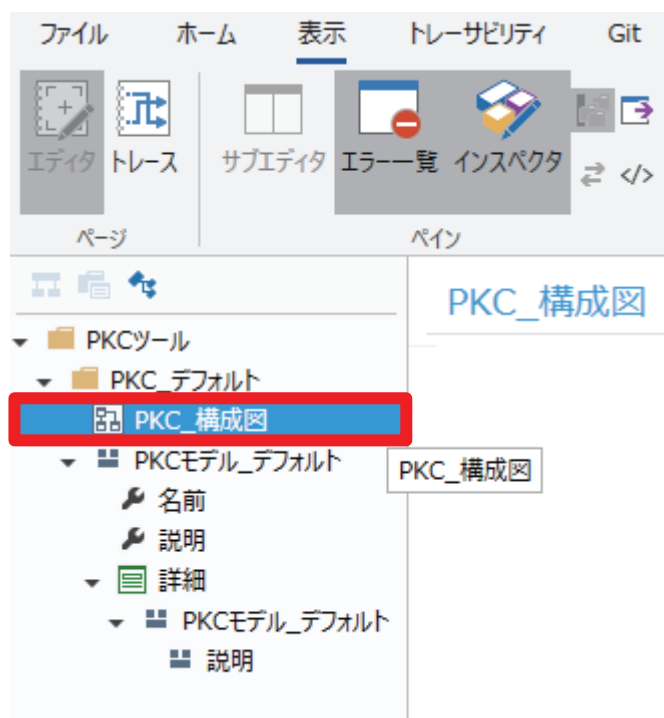 ファイル ホーム 表示 トレーサビリティ Git
エディタ トレース サブエディタ エラー一覧 インスペクタ </>
ページ ペイン
PKC_構成図
PKCツール
PKC_デフォルト
PKC_構成図
PKCモデル_デフォルト
PKC_構成図
名前
説明
詳細
PKCモデル_デフォルト
説明